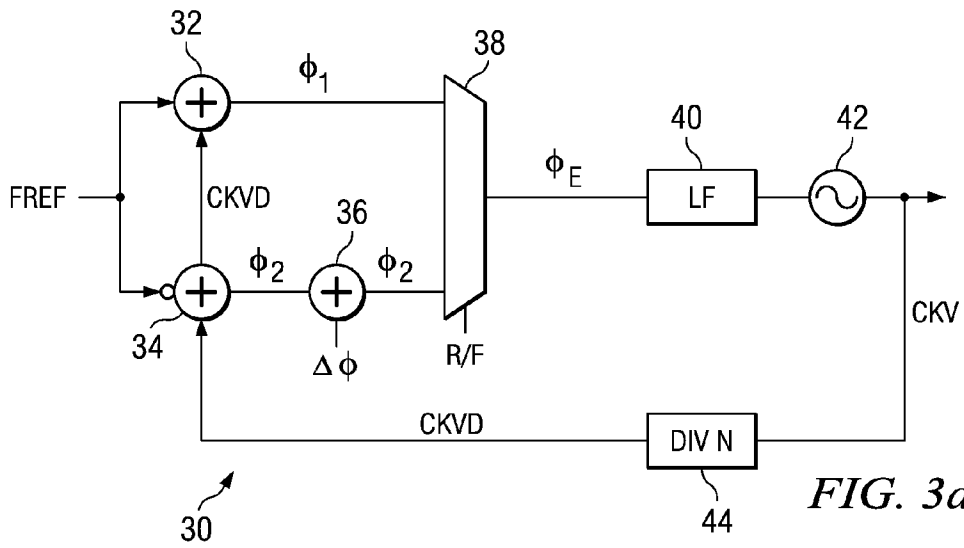 32
ϕ1
38
40
42
FREF
CKVD
ϕE
LF
36
ϕ2
ϕ2
34
Δϕ
R/F
CKV
CKVD
DIV N
30
44
FIG. 3a